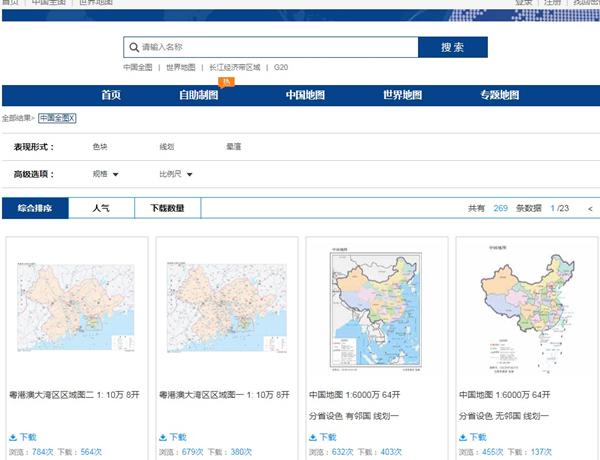 首页 | 中国全图 | 世界地图 登录 | 注册 | 找回密码
请输入名称 搜 索
中国全图 | 世界地图 | 长江经济带区域 | G20
热
首页 自助制图 中国地图 世界地图 专题地图
全部结果> 中国全图X
表现形式： 色块 线划 晕渲
高级选项： 规格 比例尺
综合排序 人气 下载数量 共有 269 条数据 1 /23 <
中国地图 中国地图
粤港澳大湾区区域图二 1: 10万 8开 粤港澳大湾区区域图一 1: 10万 8开 中国地图 1:6000万 64开 中国地图 1:6000万 64开
分省设色 有邻国 线划一 分省设色 无邻国 线划一
下载 下载 下载 下载
浏览：784次 下载：564次 浏览：679次 下载：380次 浏览：632次 下载：403次 浏览：455次 下载：137次